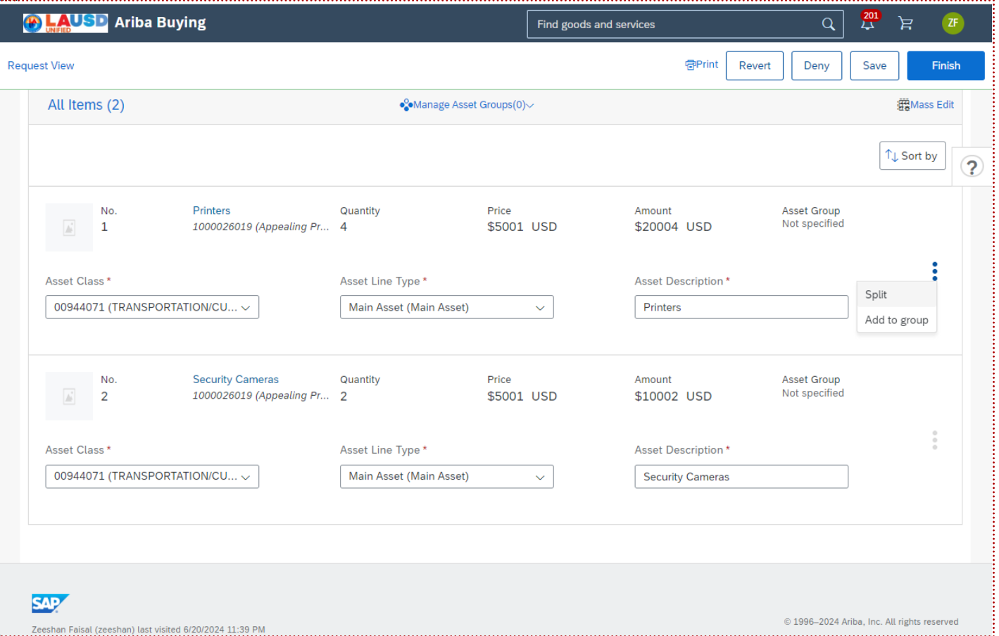 LAUSD
UNIFIED
Ariba Buying
Find goods and services
201
ZF
Request View
Print
Revert
Deny
Save
Finish
All Items (2)
Manage Asset Groups(0)
Mass Edit
Sort by
?
No. Printers Quantity Price Amount Asset Group
1 1000026019 (Appealing Pr... 4 $5001 USD $20004 USD Not specified
Asset Class * Asset Line Type * Asset Description *
00944071 (TRANSPORTATION/CU... Main Asset (Main Asset) Printers
Split
Add to group
No. Security Cameras Quantity Price Amount Asset Group
2 1000026019 (Appealing Pr... 2 $5001 USD $10002 USD Not specified
Asset Class * Asset Line Type * Asset Description *
00944071 (TRANSPORTATION/CU... Main Asset (Main Asset) Security Cameras
SAP
Zeeshan Faisal (zeeshan) last visited 6/20/2024 11:39 PM
© 1996–2024 Ariba, Inc. All rights reserved